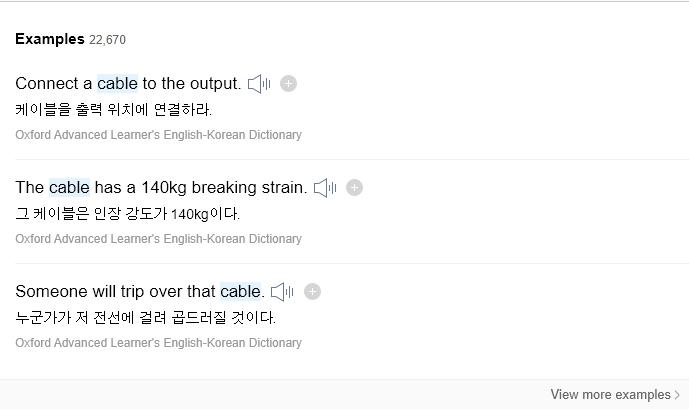 Examples 22,670
Connect a cable to the output.
케이블을 출력 위치에 연결하라.
Oxford Advanced Learner's English-Korean Dictionary
The cable has a 140kg breaking strain.
그 케이블은 인장 강도가 140kg이다.
Oxford Advanced Learner's English-Korean Dictionary
Someone will trip over that cable.
누군가가 저 전선에 걸려 곱드러질 것이다.
Oxford Advanced Learner's English-Korean Dictionary
View more examples